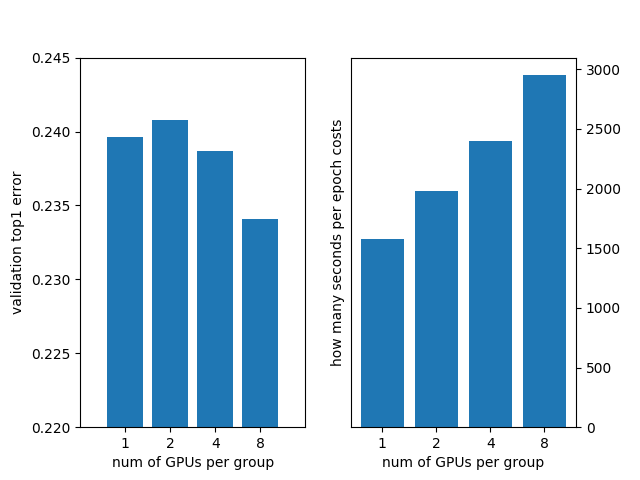 0.245
0.240
0.235
0.230
0.225
0.220
validation top1 error
1 2 4 8
num of GPUs per group
how many seconds per epoch costs
3000
2500
2000
1500
1000
500
0
1 2 4 8
num of GPUs per group